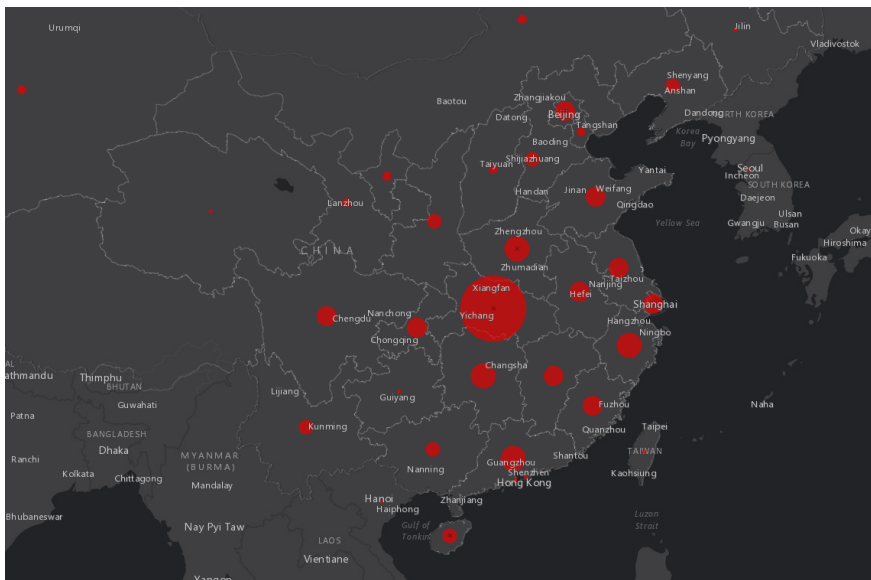 Urumqi
Jilin
Vladivostok
Shenyang
Anshan
Zhangjiakou
Baotou
Beijing
Datong
Tangshan
Dandong
NORTH KOREA
Korea
Bay
Pyongyang
Baoding
Shijiazhuang
Taiyuan
Yantai
Seoul
Incheon
SOUTH KOREA
Handan
Jinan
Weifang
Daejeon
Lanzhou
Qingdao
Ulsan
Gwangju
Busan
Yellow Sea
Okay
Hiroshima
Fukuoka
Zhengzhou
CHINA
Zhumadian
Taizhou
Nanjing
Xiangfan
Hefei
Shanghai
Nanchong
Chengdu
Yichang
Hangzhou
Ningbo
Chongqing
Changsha
AL
athmandu
Thimphu
BHUTAN
Lijiang
Guiyang
Guwahati
Fuzhou
Naha
Patna
Kunming
Quanzhou
Taipei
BANGLADESH
Dhaka
MYANMAR
(BURMA)
Ranchi
Nanning
Guangzhou
Shantou
TAIWAN
Kolkata
Chittagong
Shenzhen
Kaohsiung
Mandalay
Hong Kong
Hanoi
Haiphong
Zhanjiang
Bhubaneswar
Nay Pyi Taw
Gulf of
Tonkin
Luzon
Strait
LAOS
Vientiane
Yangon